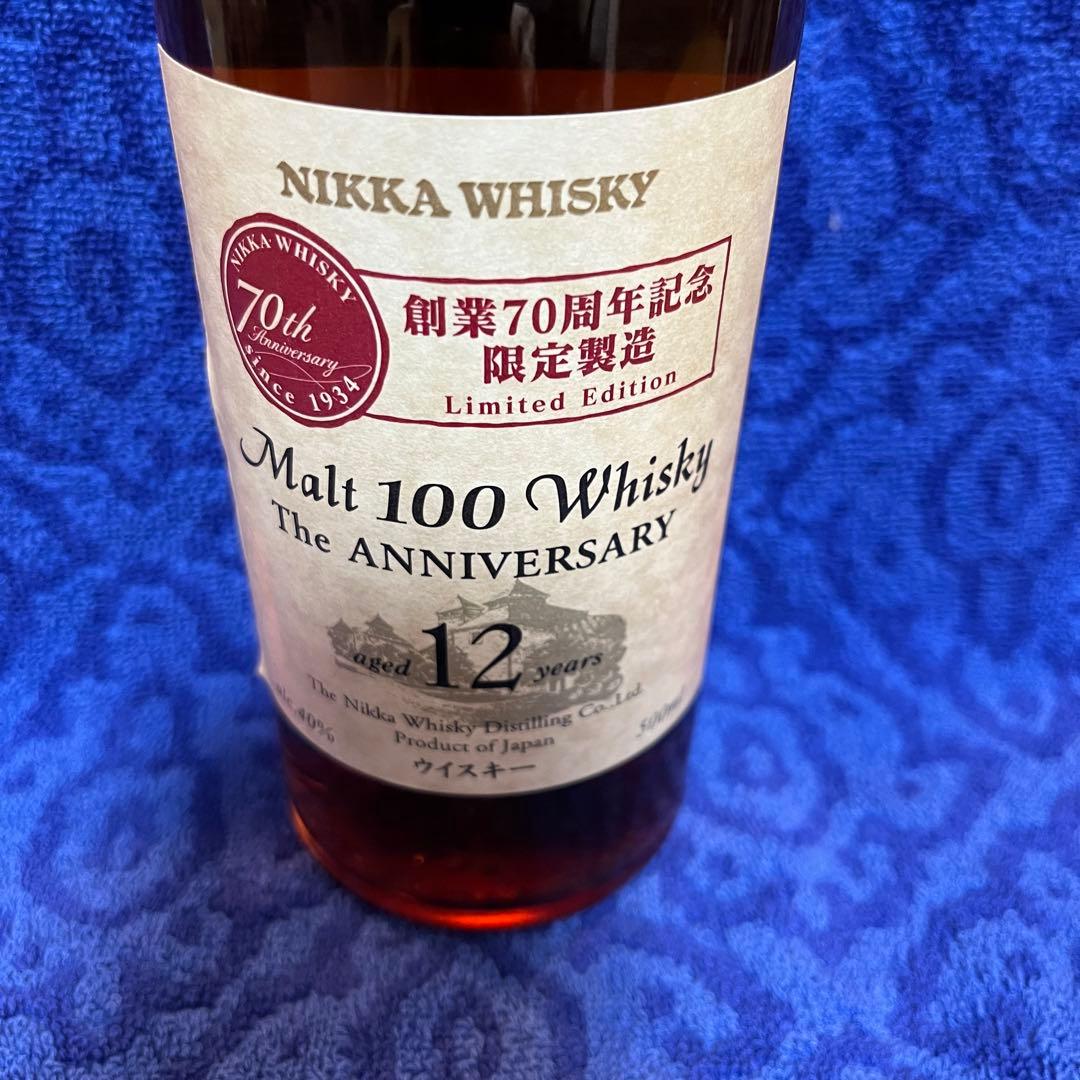 NIKKA WHISKY
NIKKA WHISKY
70th
Anniversary
since 1934
創業70周年記念
限定製造
Limited Edition
Malt 100 Whisky
The ANNIVERSARY
aged 12 years
The Nikka Whisky Distilling Co., Ltd.
alc.40%
Product of Japan
500ml
ウイスキー